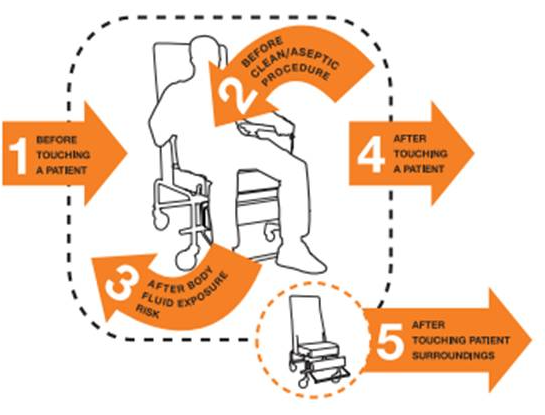 1
BEFORE
TOUCHING
A PATIENT
2
BEFORE
CLEAN/ASEPTIC
PROCEDURE
3
AFTER BODY
FLUID EXPOSURE
RISK
4
AFTER
TOUCHING
A PATIENT
5
AFTER
TOUCHING PATIENT
SURROUNDINGS